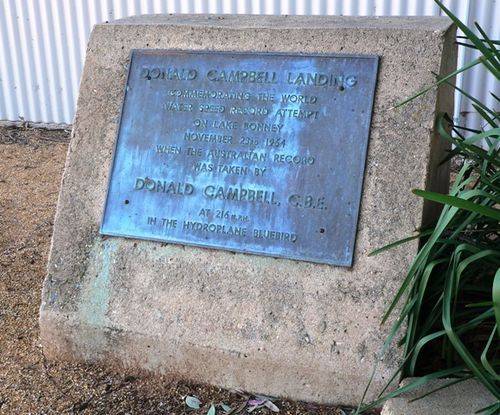 DONALD CAMPBELL LANDING
COMMEMORATING THE WORLD
WATER SPEED RECORD ATTEMPT
ON LAKE BONNEY
NOVEMBER 23RD 1964
WHEN THE AUSTRALIAN RECORD
WAS TAKEN BY
DONALD CAMPBELL, C.B.E.
AT 216 M.P.H.
IN THE HYDROPLANE BLUEBIRD